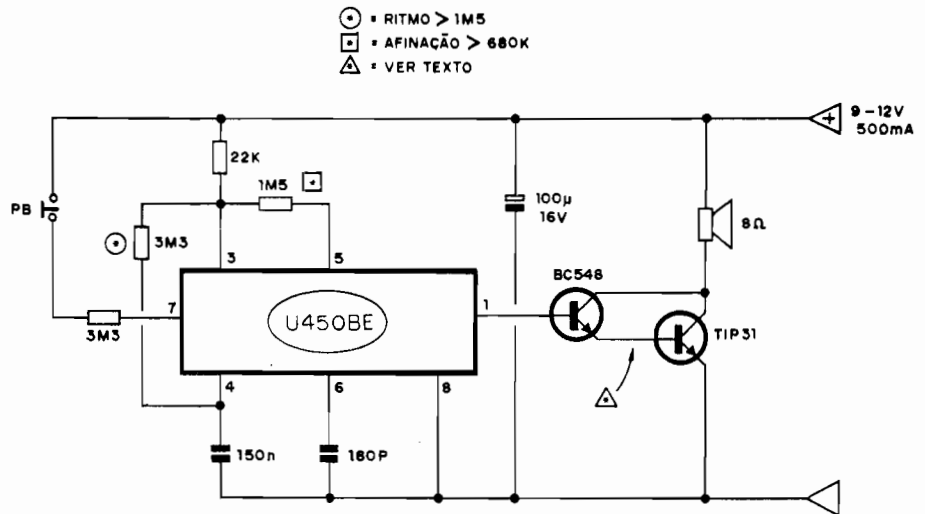 = RITMO > 1M5
= AFINAÇÃO > 680K
= VER TEXTO
+
9-12V
500mA
22K
1M5
PB
3M3
100µ
16V
8Ω
3
5
BC548
7
U450BE
1
TIP31
3M3
4
6
8
150n
180P